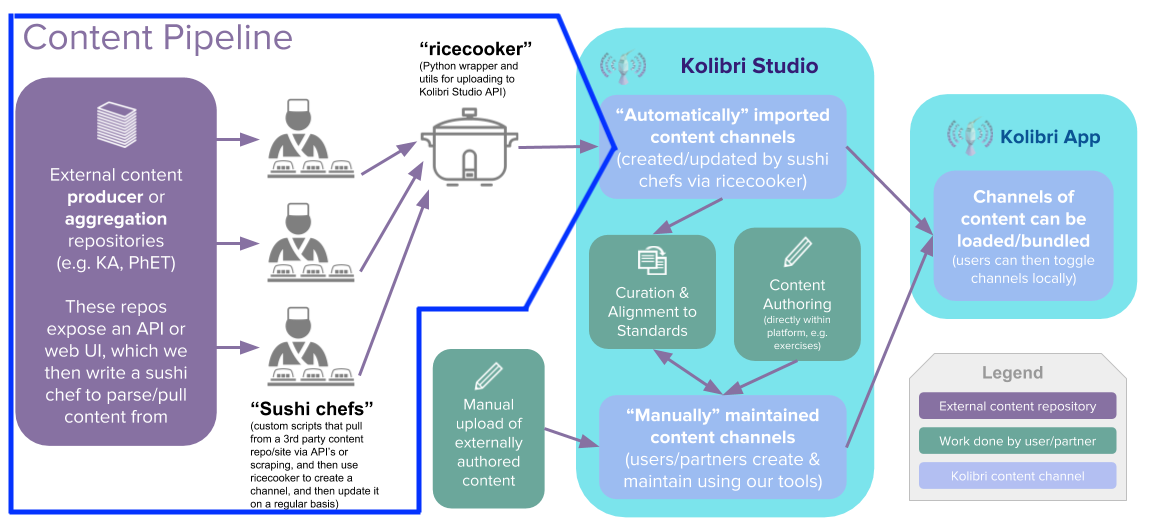 Content Pipeline
External content
producer or
aggregation
repositories
(e.g. KA, PhET)
These repos
expose an API or
web UI, which we
then write a sushi
chef to parse/pull
content from
“Sushi chefs”
(custom scripts that pull
from a 3rd party content
repo/site via API's or
scraping, and then use
ricecooker to create a
channel, and then update it
on a regular basis)
“ricecooker”
(Python wrapper and
utils for uploading to
Kolibri Studio API)
Manual
upload of
externally
authored
content
Kolibri Studio
“Automatically” imported
content channels
(created/updated by sushi
chefs via ricecooker)
Curation &
Alignment to
Standards
Content
Authoring
(directly within
platform, e.g.
exercises)
“Manually” maintained
content channels
(users/partners create &
maintain using our tools)
Kolibri App
Channels of
content can be
loaded/bundled
(users can then toggle
channels locally)
Legend
External content repository
Work done by user/partner
Kolibri content channel